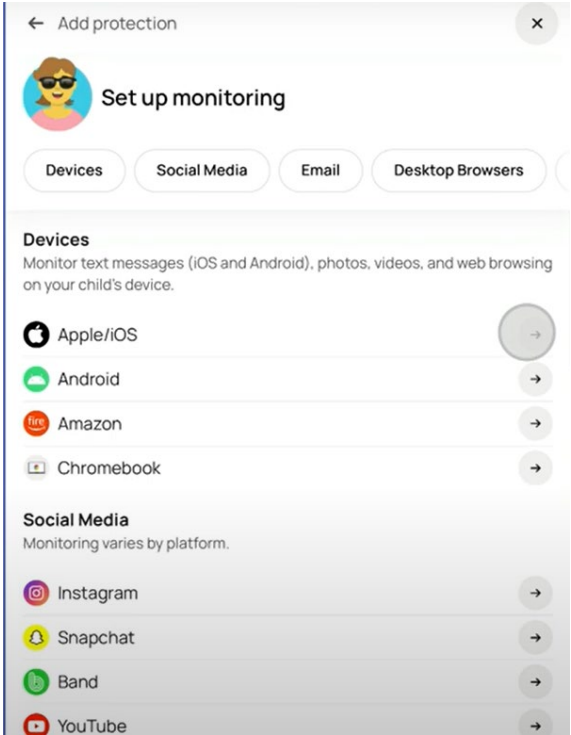 ← Add protection
Set up monitoring
Devices Social Media Email Desktop Browsers
Devices
Monitor text messages (iOS and Android), photos, videos, and web browsing
on your child's device.
Apple/iOS
Android
fire Amazon
Chromebook
Social Media
Monitoring varies by platform.
Instagram
Snapchat
Band
YouTube